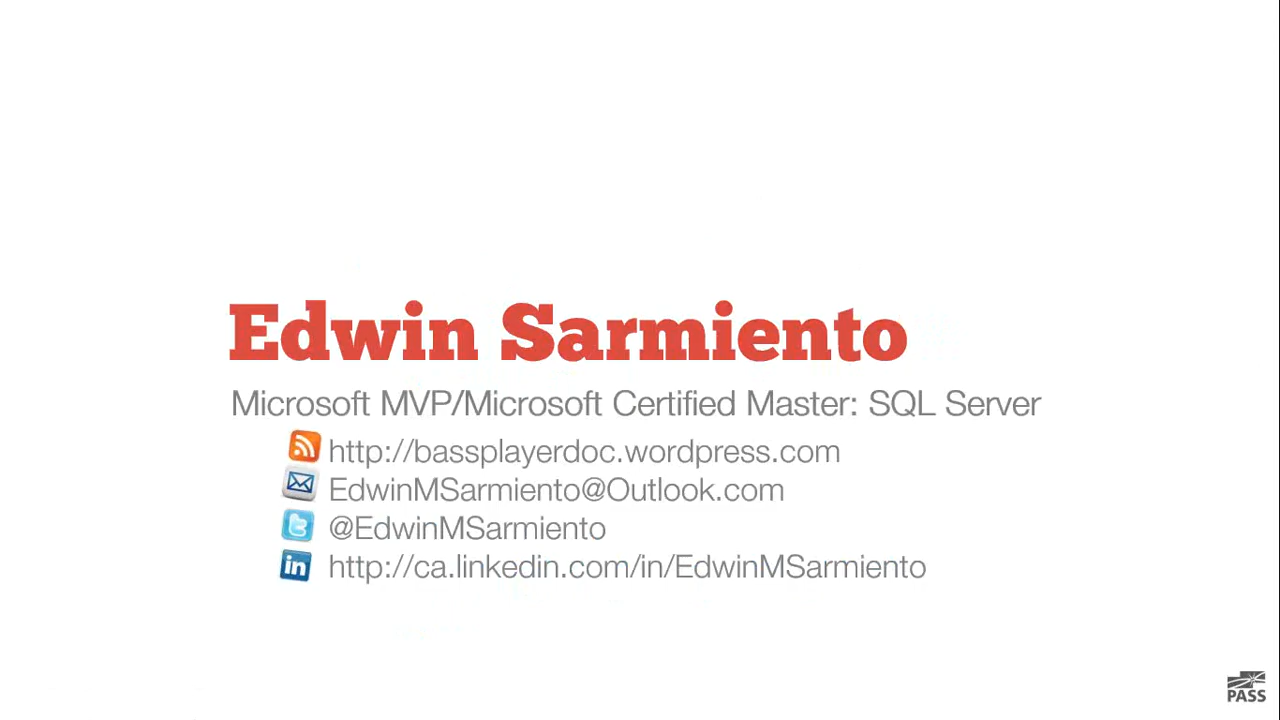 Edwin Sarmiento
Microsoft MVP/Microsoft Certified Master: SQL Server
http://bassplayerdoc.wordpress.com
EdwinMSarmiento@Outlook.com
@EdwinMSarmiento
in http://ca.linkedin.com/in/EdwinMSarmiento
PASS